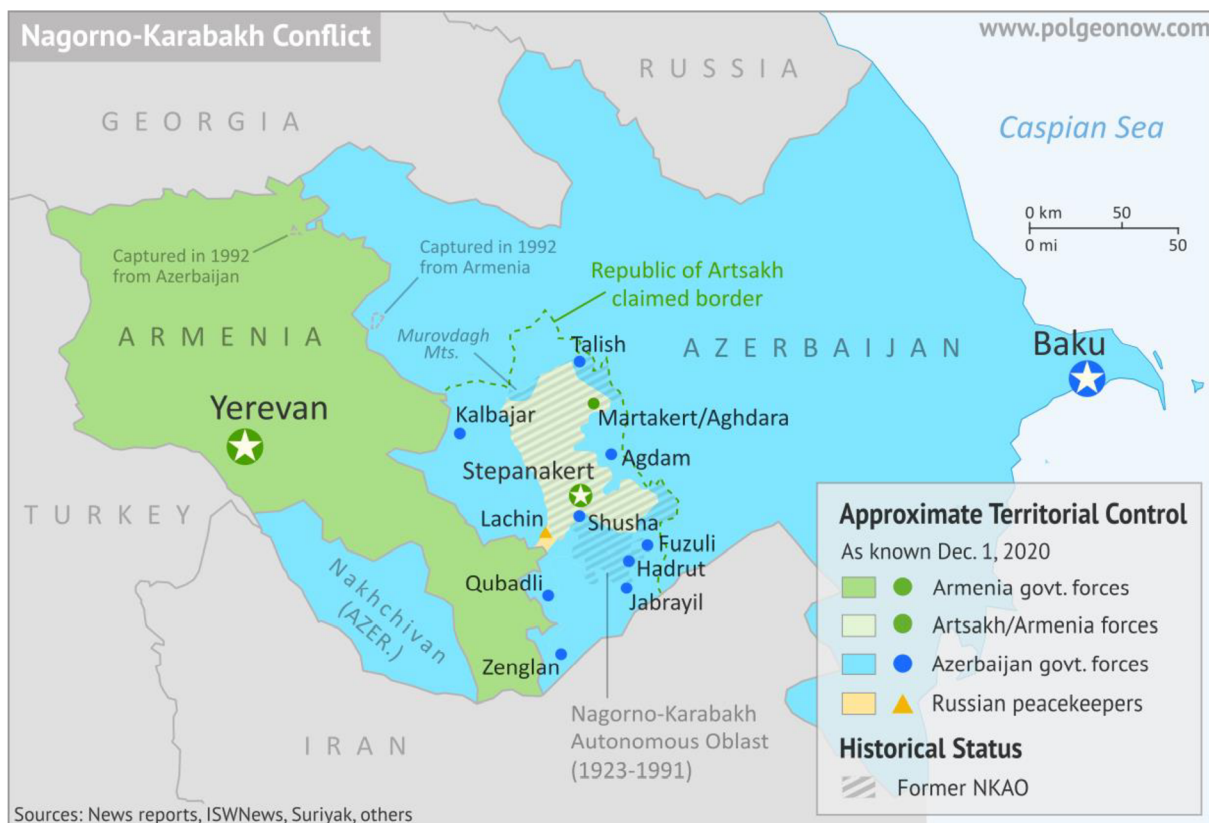 Nagorno-Karabakh Conflict
www.polgeonow.com
RUSSIA
GEORGIA
Caspian Sea
0 km 50
0 mi 50
Captured in 1992
from Azerbaijan
Captured in 1992
from Armenia
Republic of Artsakh
claimed border
ARMENIA
Murovdagh
Mts.
Talish
AZERBAIJAN
Baku
Yerevan
Kalbajar
Martakert/Aghdara
Agdam
Stepanakert
TURKEY
Lachin
Shusha
Fuzuli
Hadrut
Qubadli
Jabrayil
Nakhchivan
(AZER.)
Zenglan
Nagorno-Karabakh
Autonomous Oblast
(1923-1991)
IRAN
Approximate Territorial Control
As known Dec. 1, 2020
Armenia govt. forces
Artsakh/Armenia forces
Azerbaijan govt. forces
Russian peacekeepers
Historical Status
Former NKAO
Sources: News reports, ISWNews, Suriyak, others